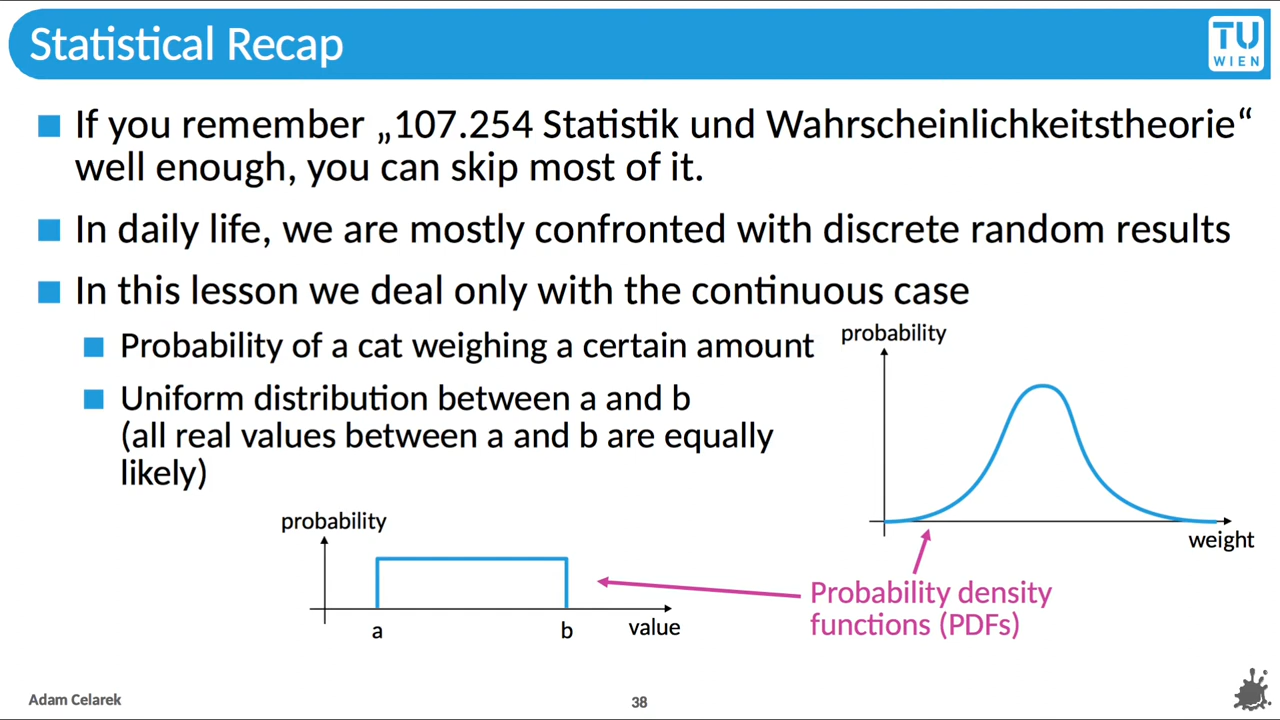 Statistical Recap
TU
WIEN
If you remember „107.254 Statistik und Wahrscheinlichkeitstheorie“
well enough, you can skip most of it.
In daily life, we are mostly confronted with discrete random results
In this lesson we deal only with the continuous case
Probability of a cat weighing a certain amount
Uniform distribution between a and b
(all real values between a and b are equally
likely)
probability
weight
probability
a
b
value
Probability density
functions (PDFs)
Adam Celarek
38